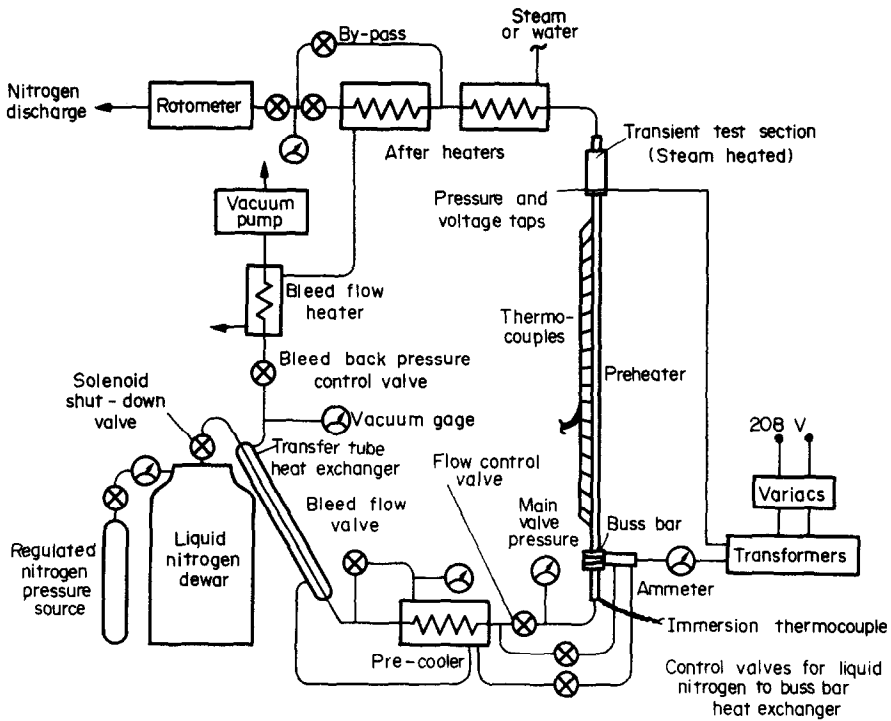 Steam
or water
By-pass
Nitrogen
discharge
Rotometer
After heaters
Transient test section
(Steam heated)
Pressure and
voltage taps
Vacuum
pump
Bleed flow
heater
Thermo-
couples
Preheater
Bleed back pressure
control valve
Solenoid
shut-down
valve
Vacuum gage
Transfer tube
heat exchanger
Flow control
valve
208 V
Bleed flow
valve
Main
valve
pressure
Variacs
Buss bar
Regulated
nitrogen
pressure
source
Liquid
nitrogen
dewar
Transformers
Ammeter
Immersion thermocouple
Pre-cooler
Control valves for liquid
nitrogen to buss bar
heat exchanger